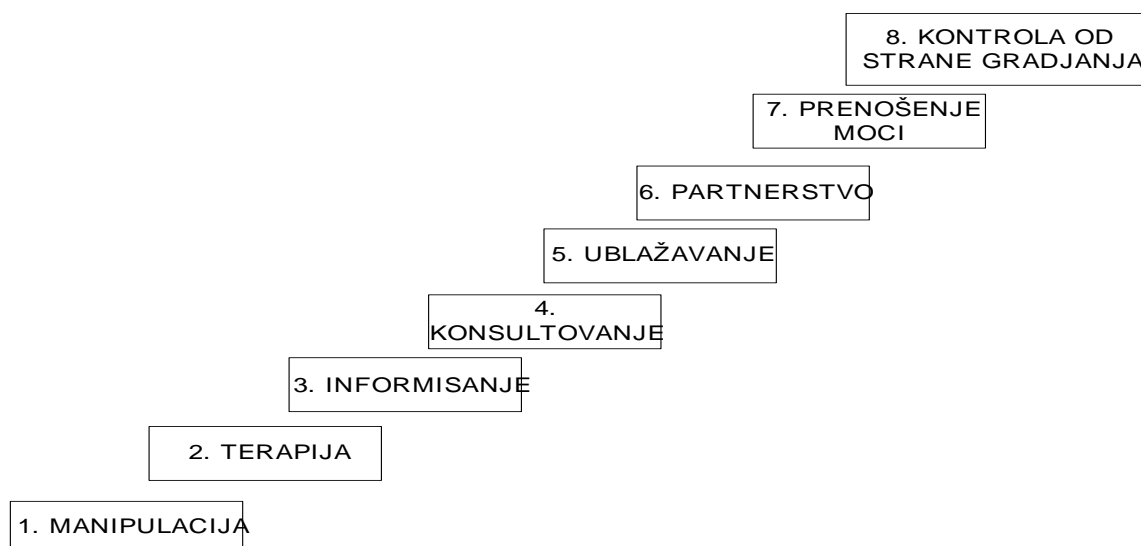 8. KONTROLA OD
STRANE GRADJANJA
7. PRENOŠENJE
MOCI
6. PARTNERSTVO
5. UBLAŽAVANJE
4.
KONSULTOVANJE
3. INFORMISANJE
2. TERAPIJA
1. MANIPULACIJA